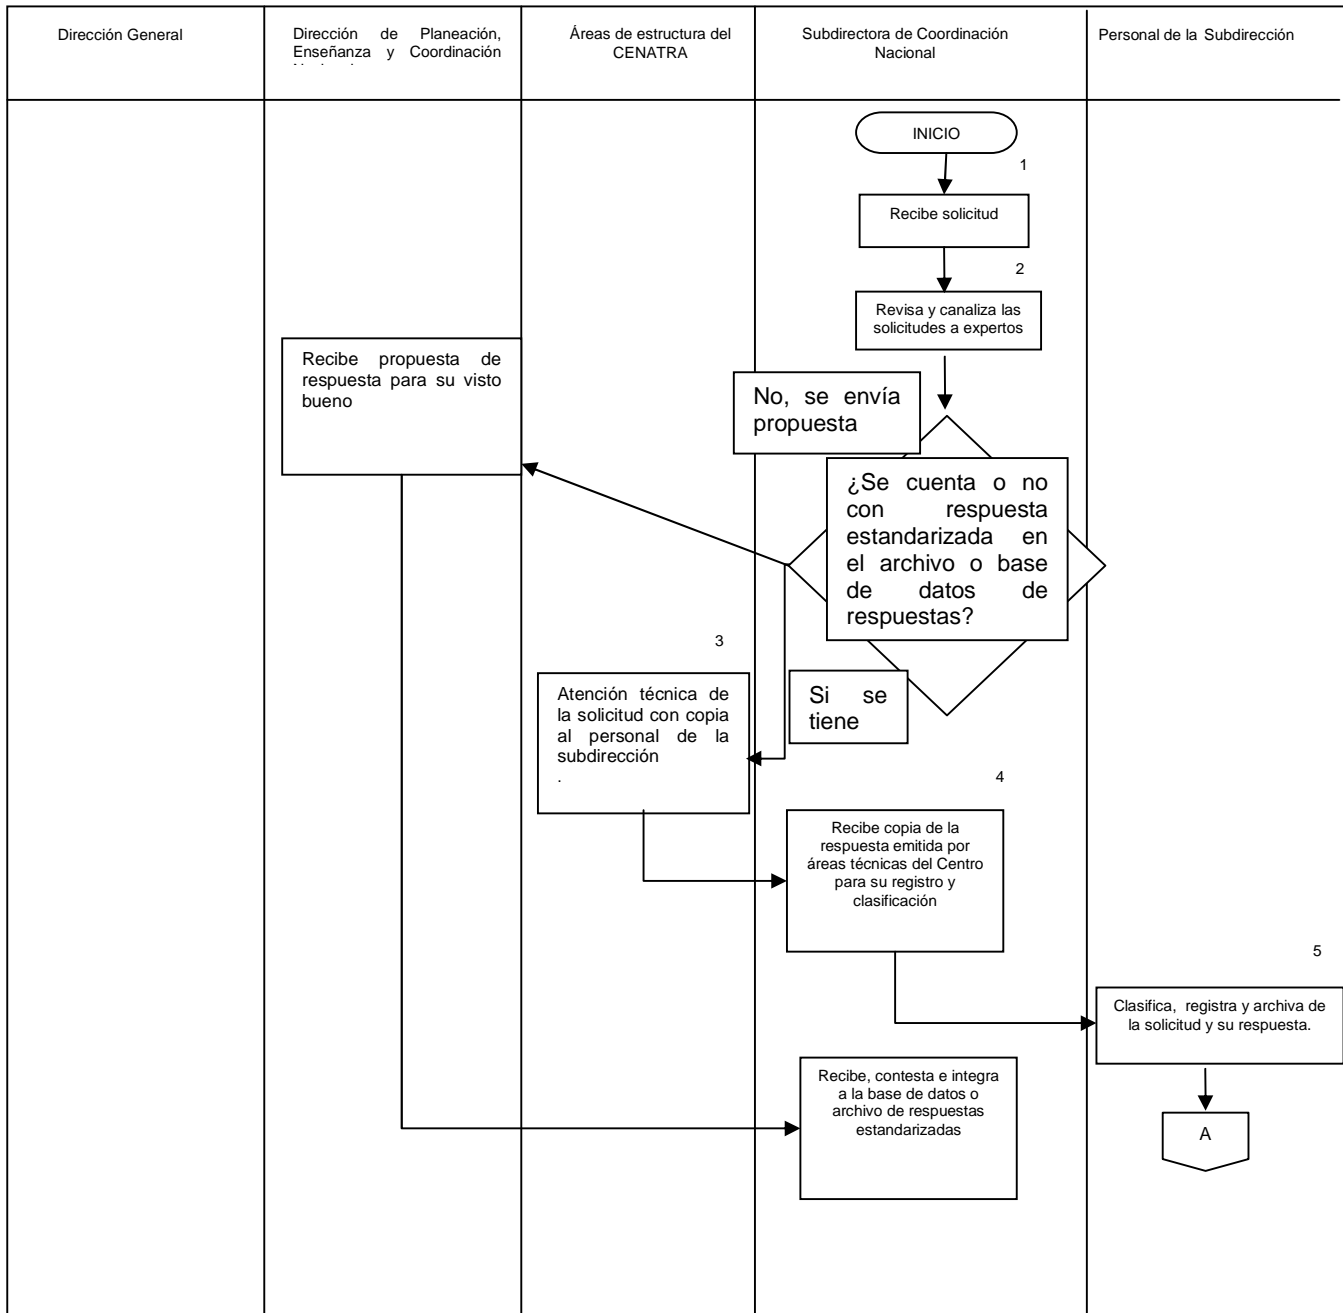 Dirección General
Dirección de Planeación,
Enseñanza y Coordinación
Áreas de estructura del
CENATRA
Subdirectora de Coordinación
Nacional
Personal de la Subdirección
INICIO
1
Recibe solicitud
2
Revisa y canaliza las
solicitudes a expertos
Recibe propuesta de
respuesta para su visto
bueno
No, se envía
propuesta
¿Se cuenta o no
con respuesta
estandarizada en
el archivo o base
de datos de
respuestas?
3
Atención técnica de
la solicitud con copia
al personal de la
subdirección
.
Si se
tiene
4
Recibe copia de la
respuesta emitida por
áreas técnicas del Centro
para su registro y
clasificación
5
Clasifica, registra y archiva de
la solicitud y su respuesta.
Recibe, contesta e integra
a la base de datos o
archivo de respuestas
estandarizadas
A